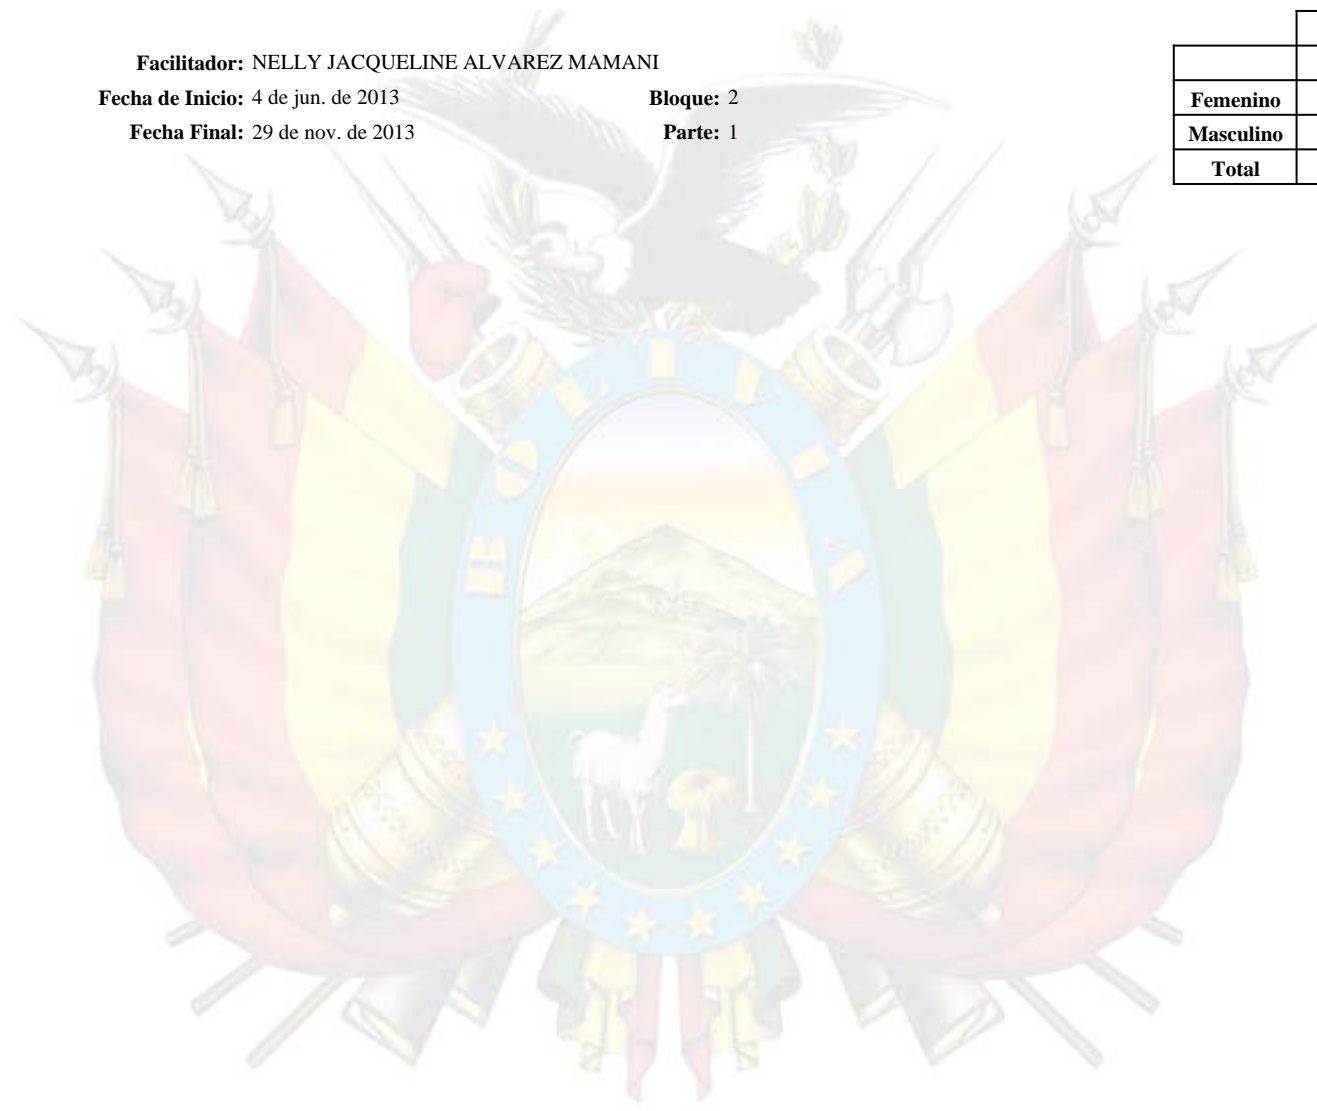 Facilitador: NELLY JACQUELINE ALVAREZ MAMANI
Fecha de Inicio: 4 de jun. de 2013 Bloque: 2
Fecha Final: 29 de nov. de 2013 Parte: 1
Femenino
Masculino
Total
BOLIVIA